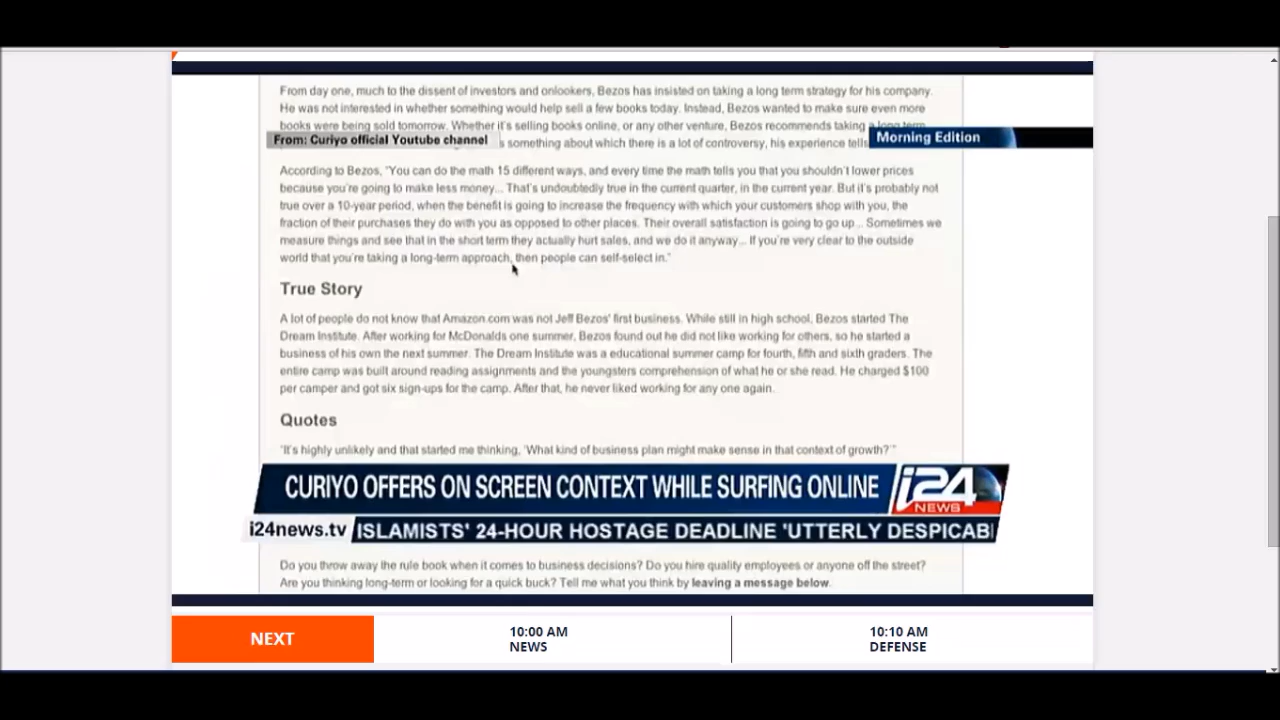 From day one, much to the dissent of investors and onlookers, Bezos has insisted on taking a long term strategy for his company.
He was not interested in whether something would help sell a few books today. Instead, Bezos wanted to make sure even more
books were being sold tomorrow. Whether it's selling books online, or any other venture, Bezos recommends taking a long term
From: Curiyo official Youtube channel
Morning Edition
something about which there is a lot of controversy, his experience tells
According to Bezos, "You can do the math 15 different ways, and every time the math tells you that you shouldn't lower prices
because you're going to make less money... That's undoubtedly true in the current quarter, in the current year. But it's probably not
true over a 10-year period, when the benefit is going to increase the frequency with which your customers shop with you, the
fraction of their purchases they do with you as opposed to other places. Their overall satisfaction is going to go up... Sometimes we
measure things and see that in the short term they actually hurt sales, and we do it anyway... If you're very clear to the outside
world that you're taking a long-term approach, then people can self-select in."
True Story
A lot of people do not know that Amazon.com was not Jeff Bezos' first business. While still in high school, Bezos started The
Dream Institute. After working for McDonalds one summer, Bezos found out he did not like working for others, so he started a
business of his own the next summer. The Dream Institute was a educational summer camp for fourth, fifth and sixth graders. The
entire camp was built around reading assignments and the youngsters comprehension of what he or she read. He charged $100
per camper and got six sign-ups for the camp. After that, he never liked working for any one again.
Quotes
"It's highly unlikely and that started me thinking, 'What kind of business plan might make sense in that context of growth?'"
CURIYO OFFERS ON SCREEN CONTEXT WHILE SURFING ONLINE
i24 NEWS
i24news.tv
ISLAMISTS' 24-HOUR HOSTAGE DEADLINE 'UTTERLY DESPICAB
Do you throw away the rule book when it comes to business decisions? Do you hire quality employees or anyone off the street?
Are you thinking long-term or looking for a quick buck? Tell me what you think by leaving a message below.
NEXT
10:00 AM
NEWS
10:10 AM
DEFENSE